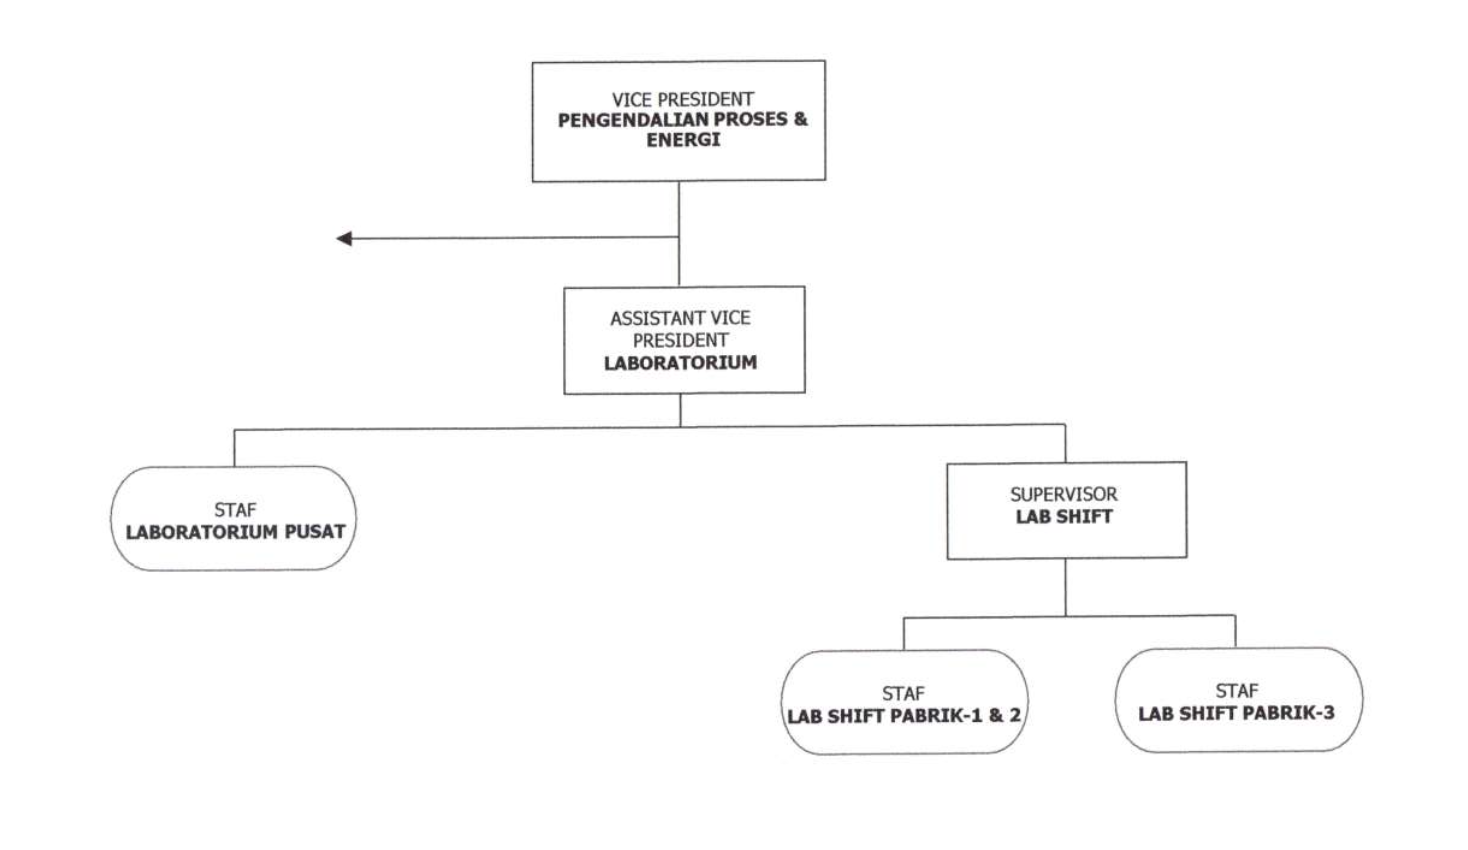 VICE PRESIDENT
PENGENDALIAN PROSES &
ENERGI
ASSISTANT VICE
PRESIDENT
LABORATORIUM
STAF
LABORATORIUM PUSAT
SUPERVISOR
LAB SHIFT
STAF
LAB SHIFT PABRIK-1 & 2
STAF
LAB SHIFT PABRIK-3